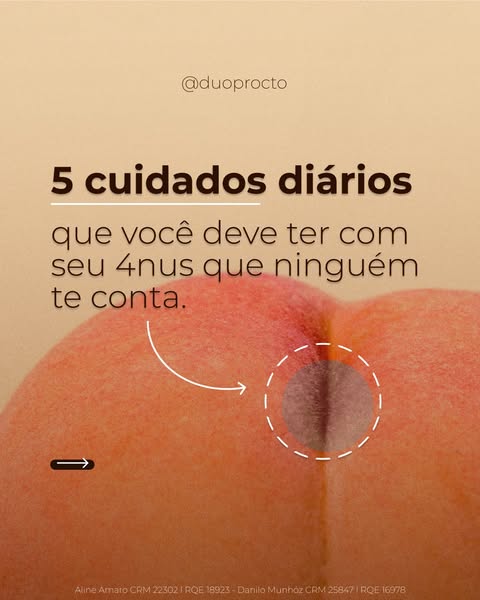 @duoprocto
5 cuidados diários
que você deve ter com
seu 4nus que ninguém
te conta.
Aline Amaro CRM 22302 | RQE 18923 - Danilo Munhóz CRM 25847 | RQE 16978